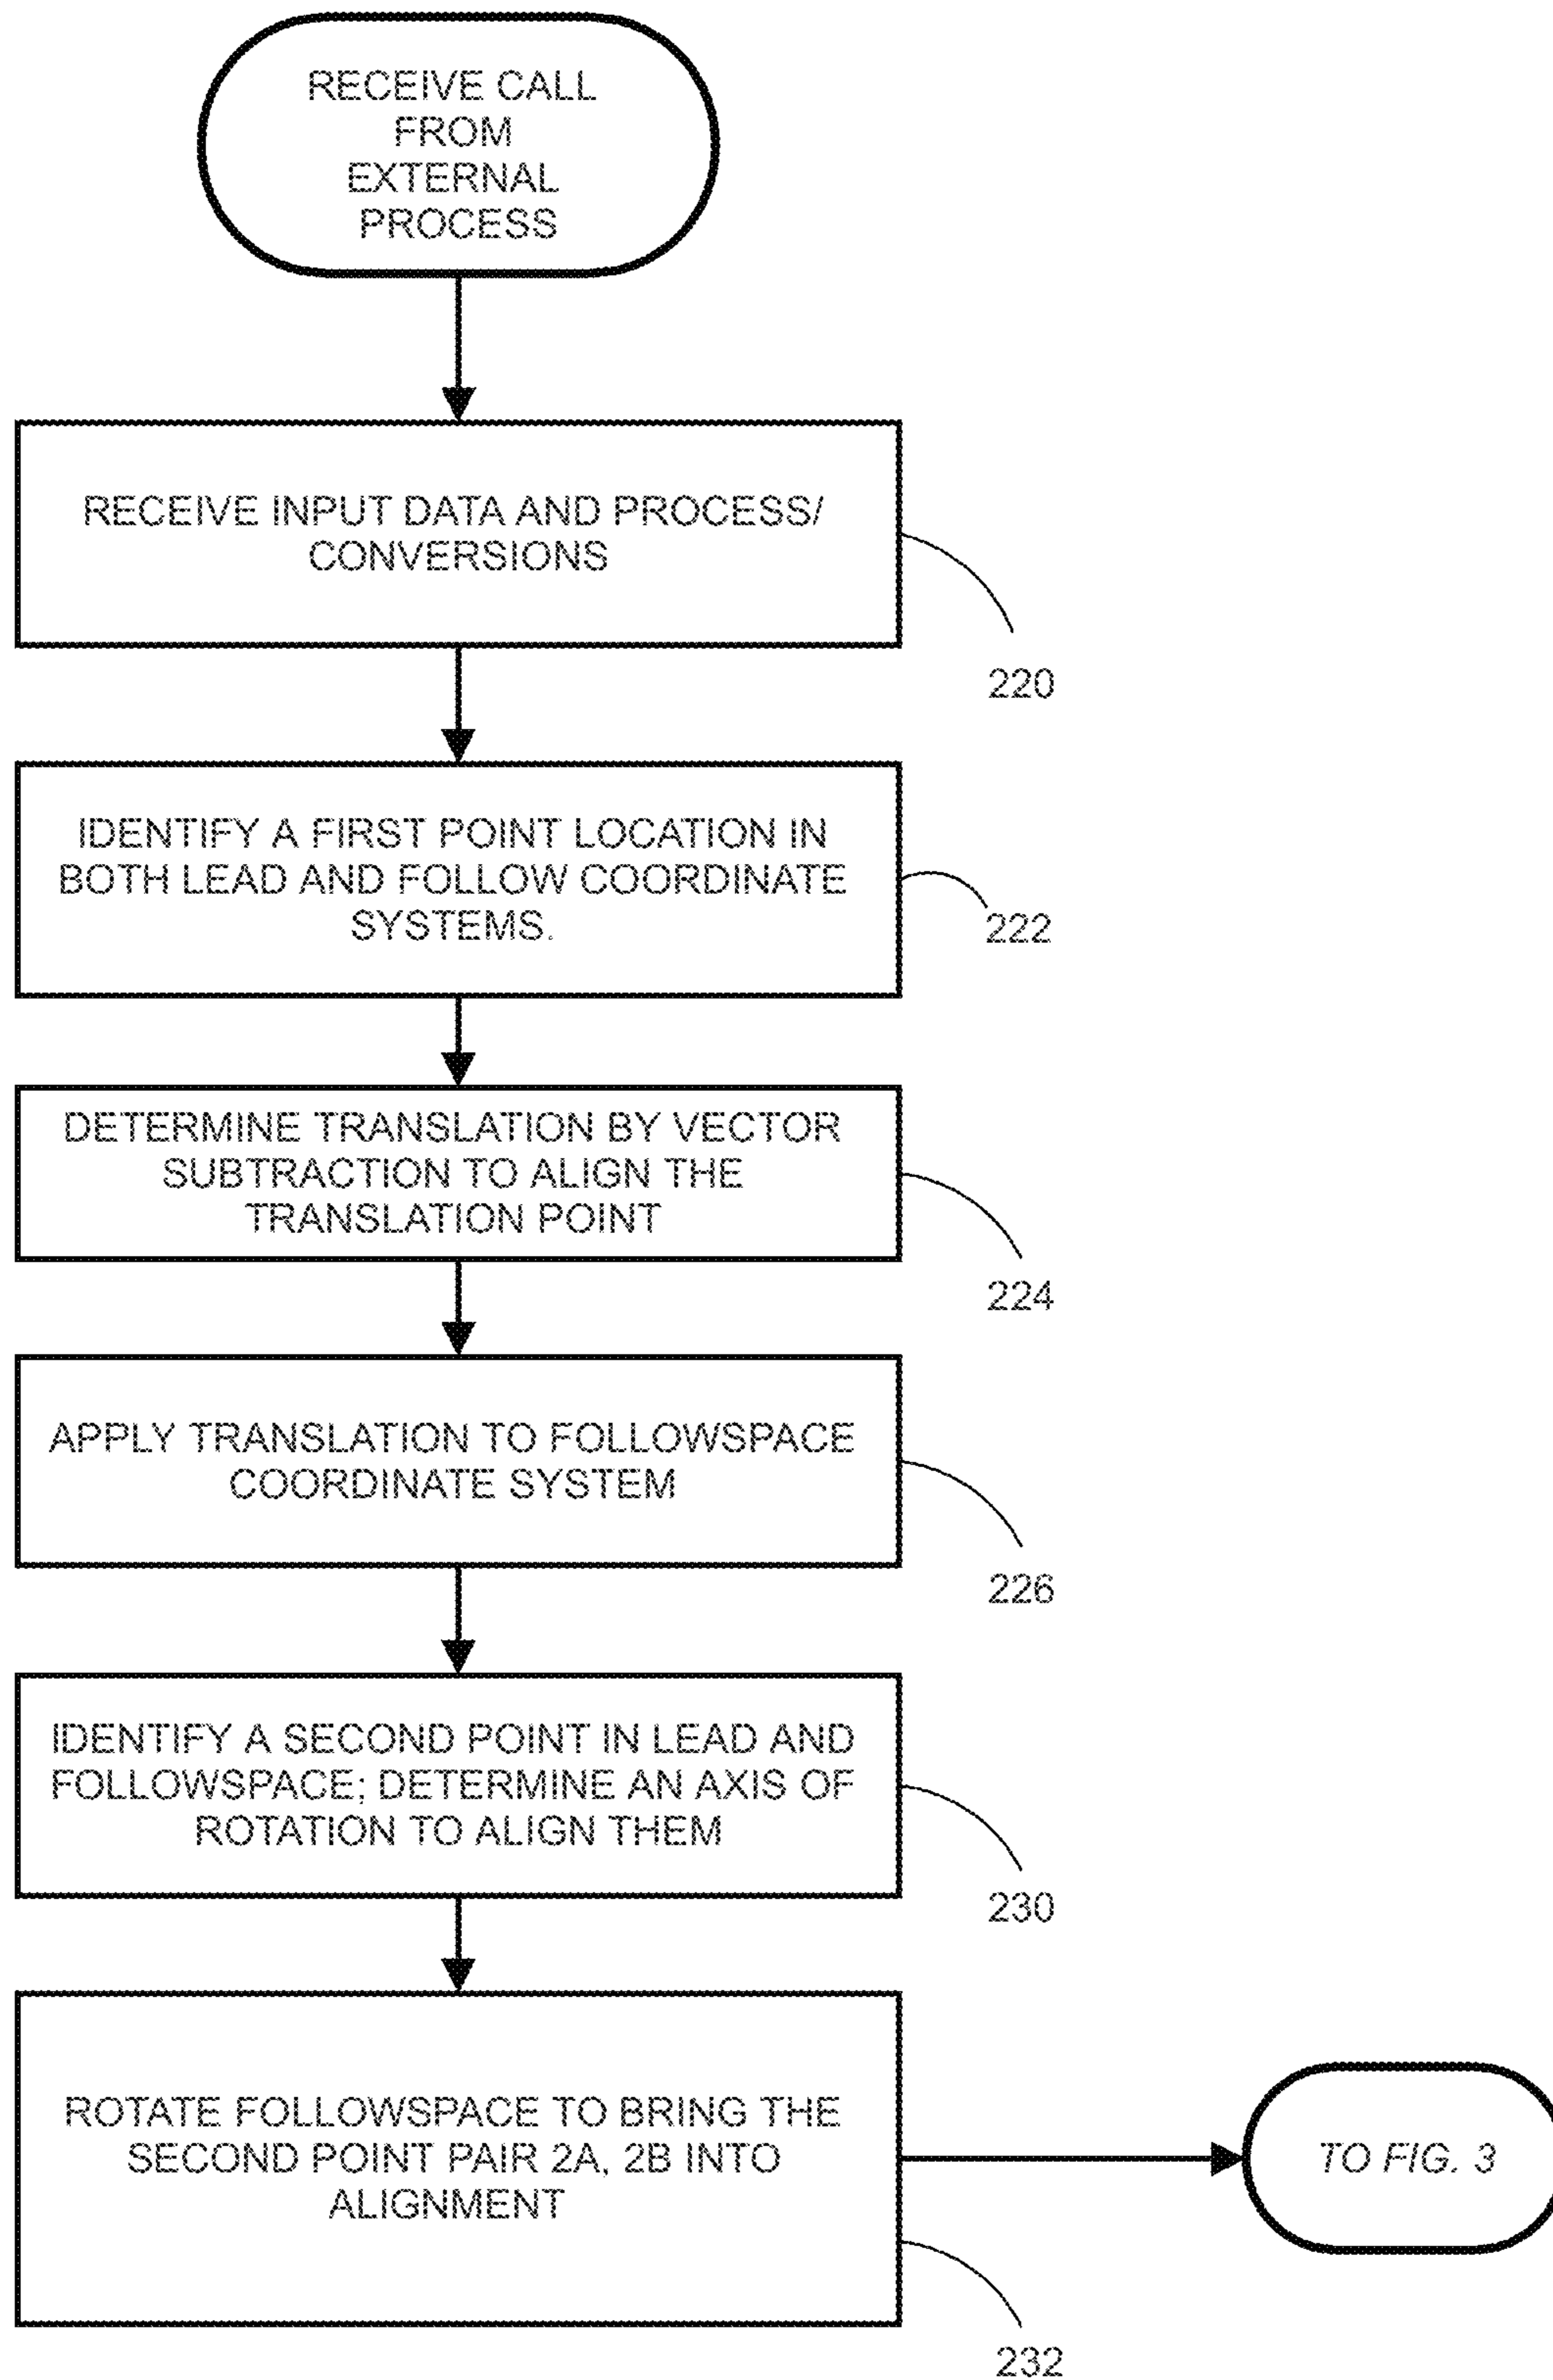 RECEIVE CALL
FROM
EXTERNAL
PROCESS
RECEIVE INPUT DATA AND PROCESS/
CONVERSIONS
220
IDENTIFY A FIRST POINT LOCATION IN
BOTH LEAD AND FOLLOW COORDINATE
SYSTEMS.
222
DETERMINE TRANSLATION BY VECTOR
SUBTRACTION TO ALIGN THE
TRANSLATION POINT
224
APPLY TRANSLATION TO FOLLOWSPACE
COORDINATE SYSTEM
226
IDENTIFY A SECOND POINT IN LEAD AND
FOLLOWSPACE; DETERMINE AN AXIS OF
ROTATION TO ALIGN THEM
230
ROTATE FOLLOWSPACE TO BRING THE
SECOND POINT PAIR 2A, 2B INTO
ALIGNMENT
TO FIG. 3
232